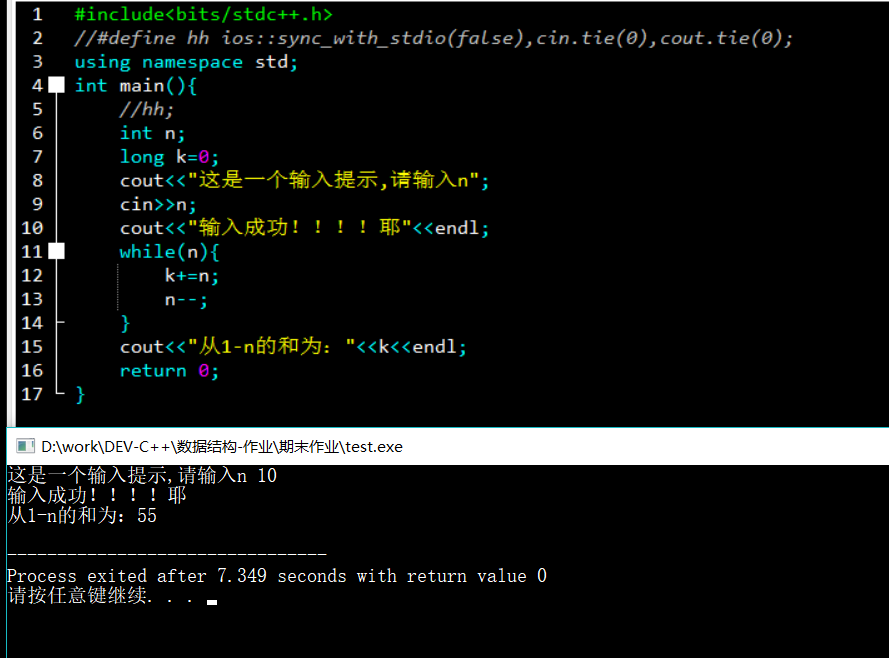 1 #include<bits/stdc++.h>
2 //#define hh ios::sync_with_stdio(false),cin.tie(0),cout.tie(0);
3 using namespace std;
4 int main(){
5 //hh;
6 int n;
7 long k=0;
8 cout<<"这是一个输入提示,请输入n";
9 cin>>n;
10 cout<<"输入成功！！！！耶"<<endl;
11 while(n){
12 k+=n;
13 n--;
14 }
15 cout<<"从1-n的和为："<<k<<endl;
16 return 0;
17 }
D:\work\DEV-C++\数据结构-作业\期末作业\test.exe
这是一个输入提示,请输入n 10
输入成功！！！！耶
从1-n的和为：55
--------------------------------
Process exited after 7.349 seconds with return value 0
请按任意键继续. . .